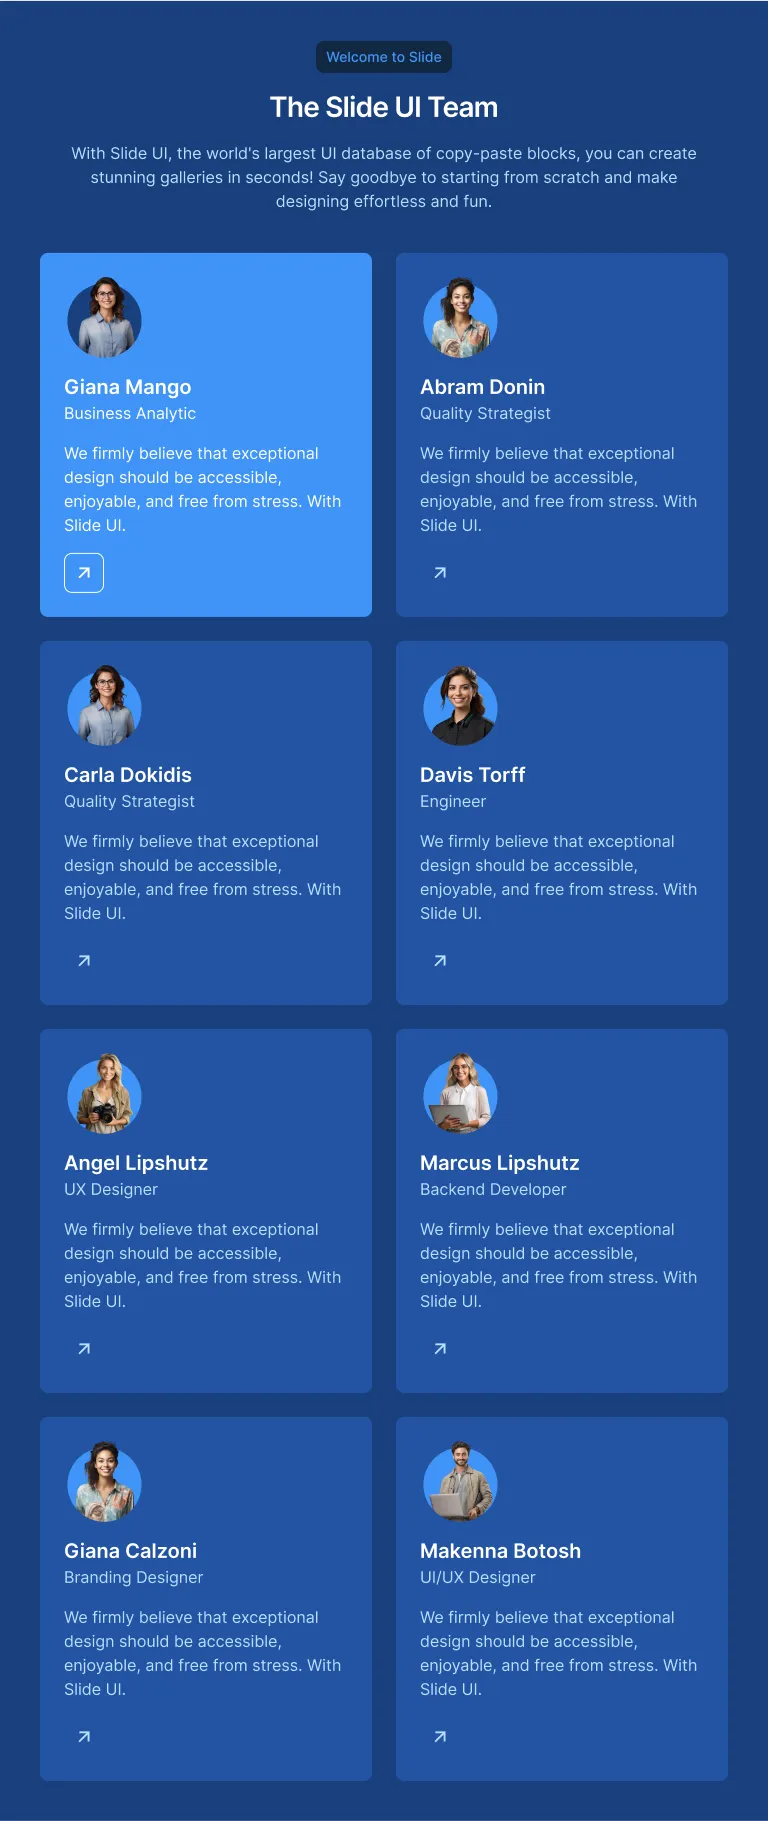 Welcome to Slide
The Slide UI Team
With Slide UI, the world's largest UI database of copy-paste blocks, you can create
stunning galleries in seconds! Say goodbye to starting from scratch and make
designing effortless and fun.
Giana Mango
Business Analytic
We firmly believe that exceptional
design should be accessible,
enjoyable, and free from stress. With
Slide UI.
Abram Donin
Quality Strategist
We firmly believe that exceptional
design should be accessible,
enjoyable, and free from stress. With
Slide UI.
Carla Dokidis
Quality Strategist
We firmly believe that exceptional
design should be accessible,
enjoyable, and free from stress. With
Slide UI.
Davis Torff
Engineer
We firmly believe that exceptional
design should be accessible,
enjoyable, and free from stress. With
Slide UI.
Angel Lipshutz
UX Designer
We firmly believe that exceptional
design should be accessible,
enjoyable, and free from stress. With
Slide UI.
Marcus Lipshutz
Backend Developer
We firmly believe that exceptional
design should be accessible,
enjoyable, and free from stress. With
Slide UI.
Giana Calzoni
Branding Designer
We firmly believe that exceptional
design should be accessible,
enjoyable, and free from stress. With
Slide UI.
Makenna Botosh
UI/UX Designer
We firmly believe that exceptional
design should be accessible,
enjoyable, and free from stress. With
Slide UI.